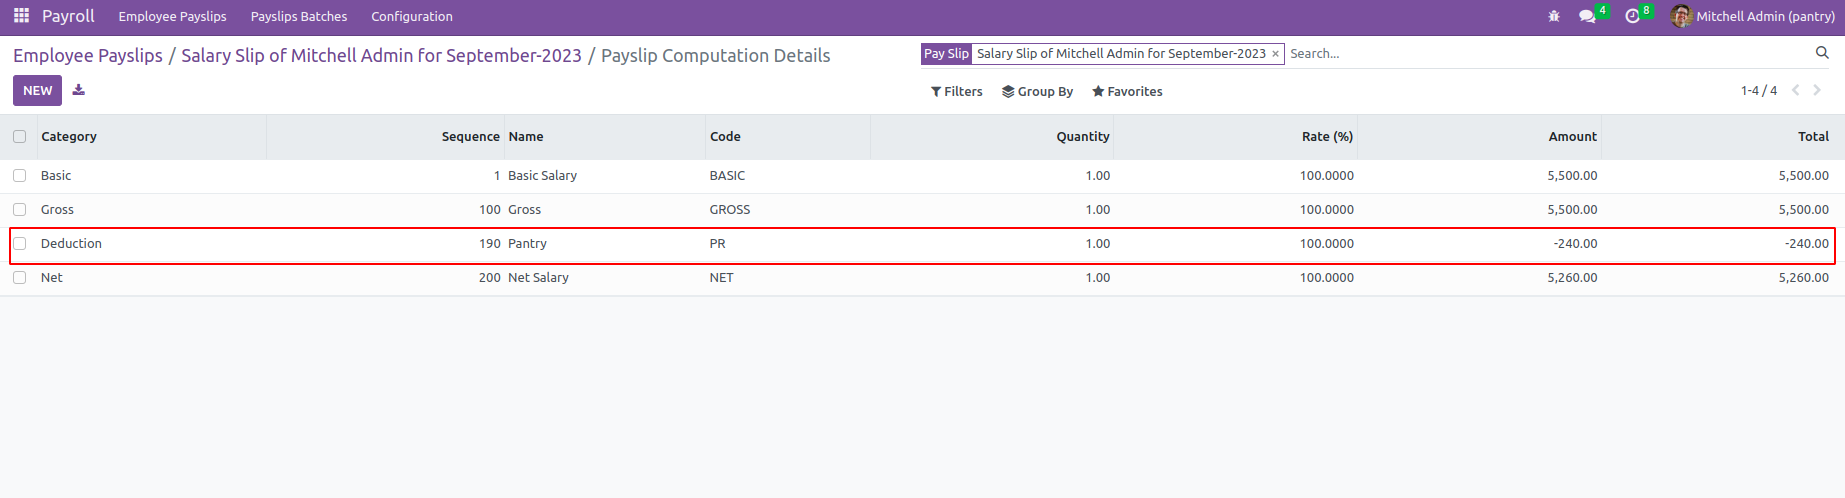 Payroll Employee Payslips Payslips Batches Configuration 4 8 Mitchell Admin (pantry)
Employee Payslips / Salary Slip of Mitchell Admin for September-2023 / Payslip Computation Details
Pay Slip Salary Slip of Mitchell Admin for September-2023 × Search...
NEW
Filters Group By Favorites 1-4 / 4
Category Sequence Name Code Quantity Rate (%) Amount Total
Basic 1 Basic Salary BASIC 1.00 100.0000 5,500.00 5,500.00
Gross 100 Gross GROSS 1.00 100.0000 5,500.00 5,500.00
Deduction 190 Pantry PR 1.00 100.0000 -240.00 -240.00
Net 200 Net Salary NET 1.00 100.0000 5,260.00 5,260.00